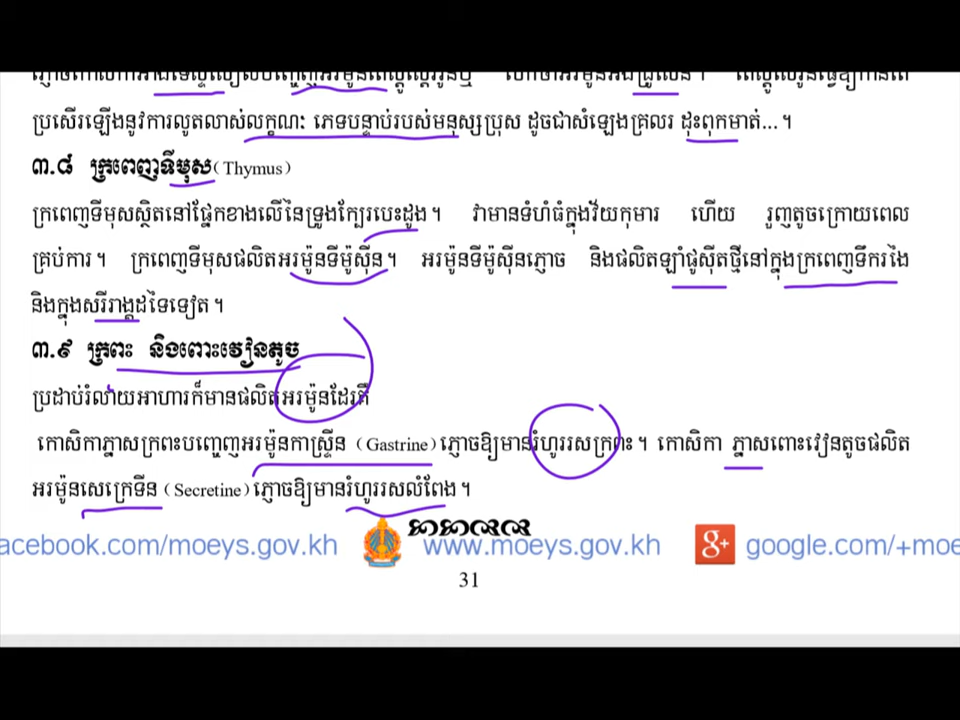 ប្រសើរឡើងនូវការលូតលាស់លក្ខណៈ ភេទបន្ទាប់របស់មនុស្សប្រុស ដូចជាសំឡេងគ្រលរ ដុះពុកមាត់...។
៣.៨ ក្រពេញទីមុស (Thymus)
ក្រពេញទីមុសស្ថិតនៅផ្នែកខាងលើនៃទ្រូងក្បែរបេះដូង។ វាមានទំហំធំក្នុងវ័យកុមារ ហើយ រួញតូចក្រោយពេល
គ្រប់ការ។ ក្រពេញទីមុសផលិតអរម៉ូនទីម៉ូស៊ីន។ អរម៉ូនទីម៉ូស៊ីនភ្ញោច និងផលិតឡាំផូស៊ីតថ្មីនៅក្នុងក្រពេញទឹករងៃ
និងក្នុងសរីរាង្គដទៃទៀត។
៣.៩ ក្រពះ និងពោះវៀនតូច
ប្រដាប់រំលាយអាហារក៏មានផលិតអរម៉ូនដែរគឺ
កោសិកាភ្នាសក្រពះបញ្ចេញអរម៉ូនកាស្ត្រីន (Gastrine) ភ្ញោចឱ្យមានរំហូររសក្រពះ។ កោសិកា ភ្នាសពោះវៀនតូចផលិត
អរម៉ូនសេក្រេទីន (Secretine) ភ្ញោចឱ្យមានរំហូររសលំពែង។
acebook.com/moeys.gov.kh www.moeys.gov.kh g+ google.com/+moe
31